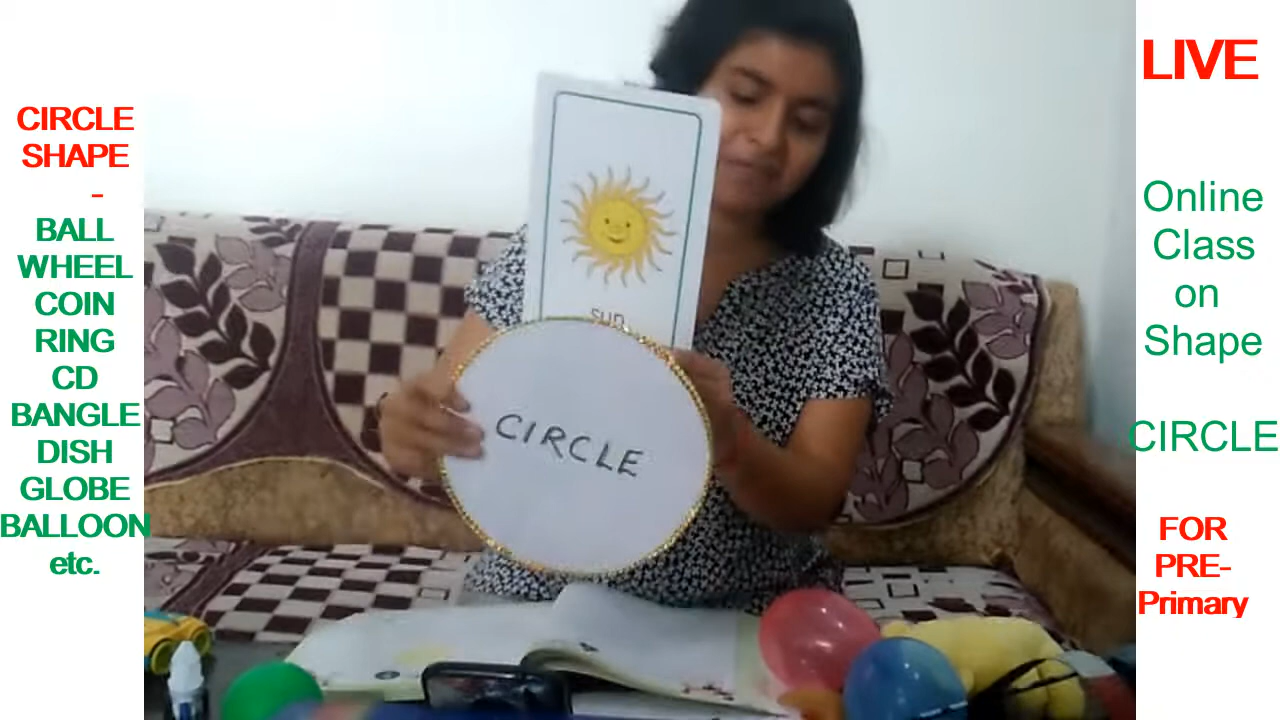 CIRCLE
SHAPE
-
BALL
WHEEL
COIN
RING
CD
BANGLE
DISH
GLOBE
BALLOON
etc.
sun
CIRCLE
LIVE
Online
Class
on
Shape
CIRCLE
FOR
PRE-
Primary